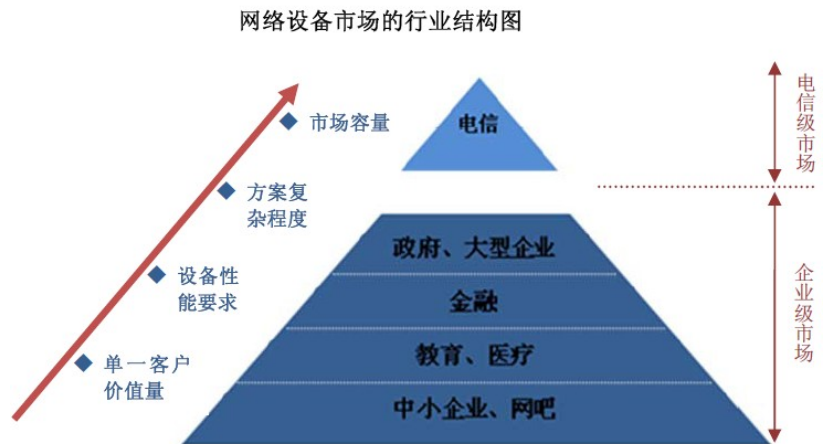 网络设备市场的行业结构图
市场容量
方案复
杂程度
设备性
能要求
单一客户
价值量
电信
政府、大型企业
金融
教育、医疗
中小企业、网吧
电信级市场
企业级市场